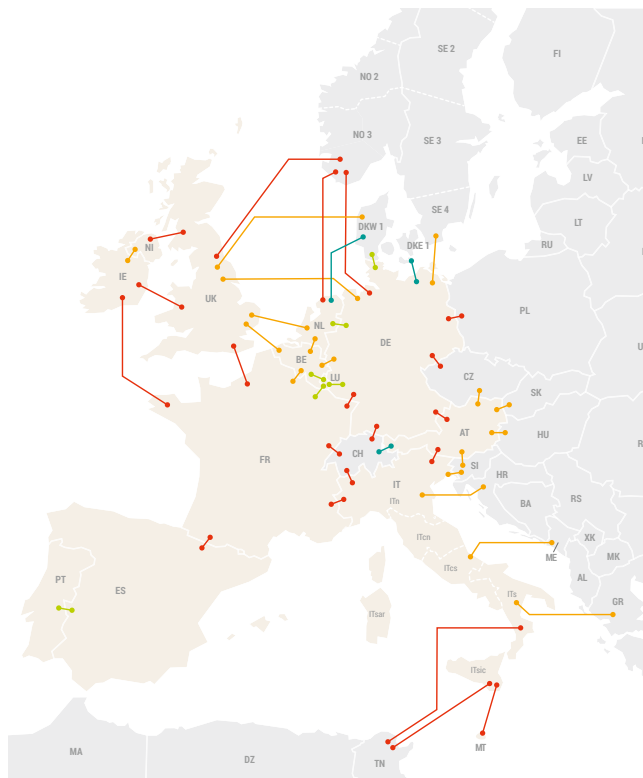 SE 2
FI
NO 2
NO 3
SE 3
EE
LV
SE 4
LT
DKW 1
NI
DKE 1
RU
IE
UK
PL
NL
DE
BE
LU
CZ
SK
AT
HU
FR
CH
SI
IT
HR
ITn
BA
RS
ITcn
XK
ME
MK
ITcs
PT
AL
ES
ITs
GR
ITsar
ITsic
MT
MA
DZ
TN